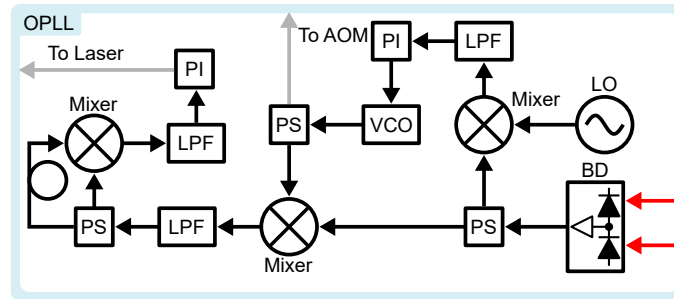 OPLL
To Laser
To AOM
PI
PI
LPF
LO
Mixer
Mixer
LPF
PS
VCO
BD
PS
LPF
Mixer
PS